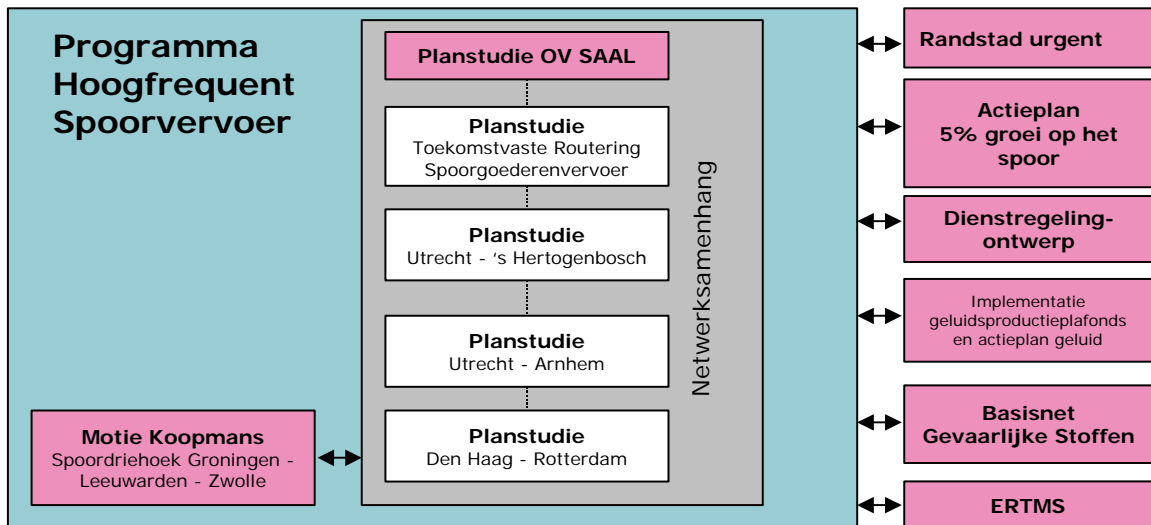 Programma
Hoogfrequent
Spoorvervoer
Planstudie OV SAAL
Planstudie
Toekomstvaste Routering
Spoorgoederenvervoer
Planstudie
Utrecht - ‘s Hertogenbosch
Planstudie
Utrecht - Arnhem
Planstudie
Den Haag - Rotterdam
Netwerksamenhang
Motie Koopmans
Spoordriehoek Groningen -
Leeuwarden - Zwolle
Randstad urgent
Actieplan
5% groei op het
spoor
Dienstregeling-
ontwerp
Implementatie
geluidsproductieplafonds
en actieplan geluid
Basisnet
Gevaarlijke Stoffen
ERTMS